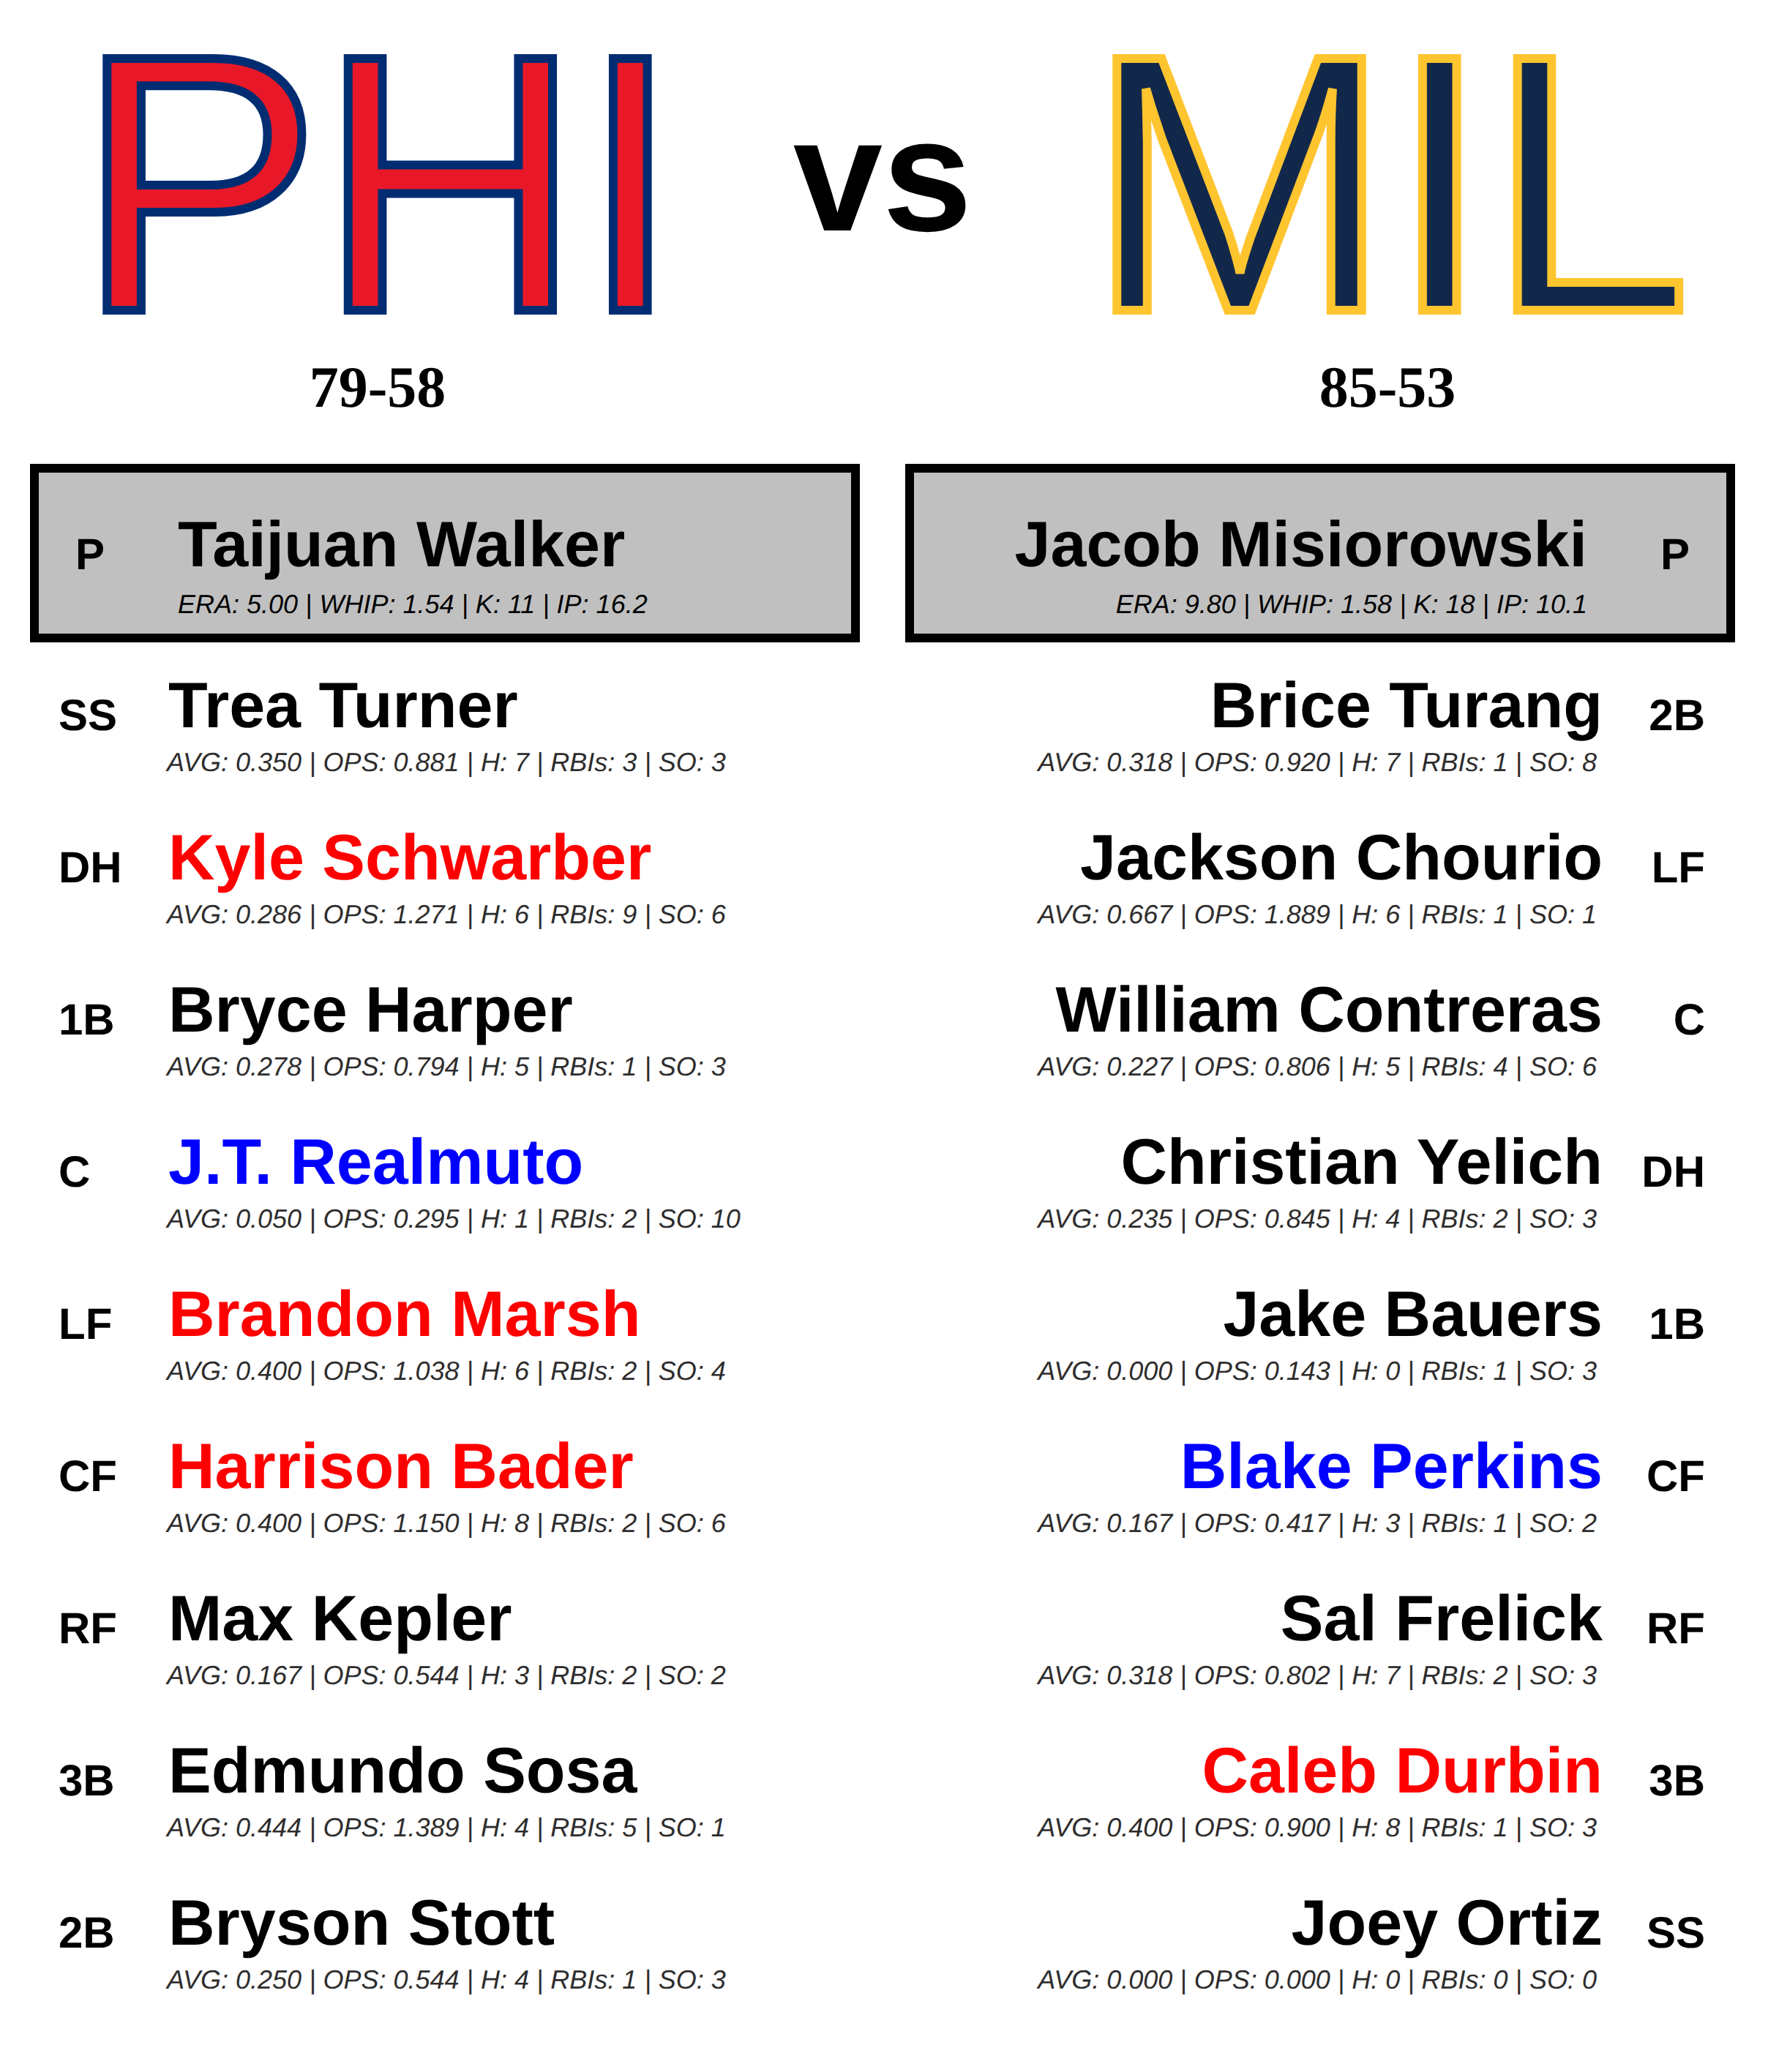 PHI vs MIL
79-58
85-53
P Taijuan Walker
ERA: 5.00 | WHIP: 1.54 | K: 11 | IP: 16.2
Jacob Misiorowski P
ERA: 9.80 | WHIP: 1.58 | K: 18 | IP: 10.1
SS Trea Turner
AVG: 0.350 | OPS: 0.881 | H: 7 | RBIs: 3 | SO: 3
DH Kyle Schwarber
AVG: 0.286 | OPS: 1.271 | H: 6 | RBIs: 9 | SO: 6
1B Bryce Harper
AVG: 0.278 | OPS: 0.794 | H: 5 | RBIs: 1 | SO: 3
C J.T. Realmuto
AVG: 0.050 | OPS: 0.295 | H: 1 | RBIs: 2 | SO: 10
LF Brandon Marsh
AVG: 0.400 | OPS: 1.038 | H: 6 | RBIs: 2 | SO: 4
CF Harrison Bader
AVG: 0.400 | OPS: 1.150 | H: 8 | RBIs: 2 | SO: 6
RF Max Kepler
AVG: 0.167 | OPS: 0.544 | H: 3 | RBIs: 2 | SO: 2
3B Edmundo Sosa
AVG: 0.444 | OPS: 1.389 | H: 4 | RBIs: 5 | SO: 1
2B Bryson Stott
AVG: 0.250 | OPS: 0.544 | H: 4 | RBIs: 1 | SO: 3
Brice Turang 2B
AVG: 0.318 | OPS: 0.920 | H: 7 | RBIs: 1 | SO: 8
Jackson Chourio LF
AVG: 0.667 | OPS: 1.889 | H: 6 | RBIs: 1 | SO: 1
William Contreras C
AVG: 0.227 | OPS: 0.806 | H: 5 | RBIs: 4 | SO: 6
Christian Yelich DH
AVG: 0.235 | OPS: 0.845 | H: 4 | RBIs: 2 | SO: 3
Jake Bauers 1B
AVG: 0.000 | OPS: 0.143 | H: 0 | RBIs: 1 | SO: 3
Blake Perkins CF
AVG: 0.167 | OPS: 0.417 | H: 3 | RBIs: 1 | SO: 2
Sal Frelick RF
AVG: 0.318 | OPS: 0.802 | H: 7 | RBIs: 2 | SO: 3
Caleb Durbin 3B
AVG: 0.400 | OPS: 0.900 | H: 8 | RBIs: 1 | SO: 3
Joey Ortiz SS
AVG: 0.000 | OPS: 0.000 | H: 0 | RBIs: 0 | SO: 0